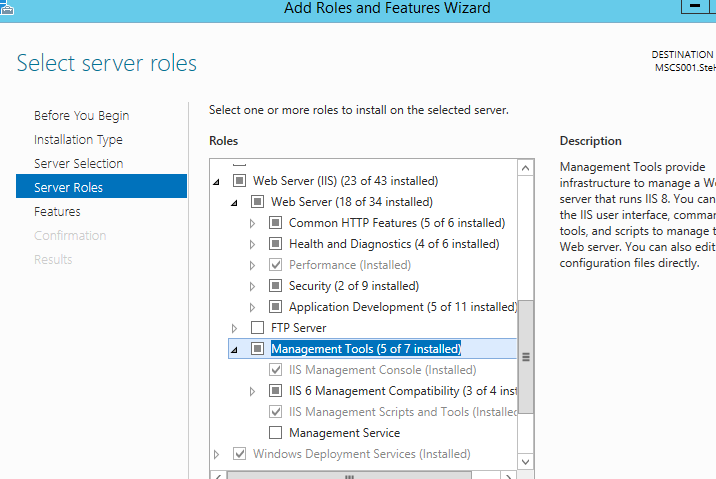 Add Roles and Features Wizard
Select server roles
DESTINATION
MSCS001.SteH
Before You Begin
Installation Type
Server Selection
Server Roles
Features
Confirmation
Results
Select one or more roles to install on the selected server.
Roles
Web Server (IIS) (23 of 43 installed)
Web Server (18 of 34 installed)
Common HTTP Features (5 of 6 installed)
Health and Diagnostics (4 of 6 installed)
Performance (Installed)
Security (2 of 9 installed)
Application Development (5 of 11 installed)
FTP Server
Management Tools (5 of 7 installed)
IIS Management Console (Installed)
IIS 6 Management Compatibility (3 of 4 inst
IIS Management Scripts and Tools (Installed
Management Service
Windows Deployment Services (Installed)
Description
Management Tools provide
infrastructure to manage a We
server that runs IIS 8. You can
the IIS user interface, comman
tools, and scripts to manage t
Web server. You can also edit
configuration files directly.